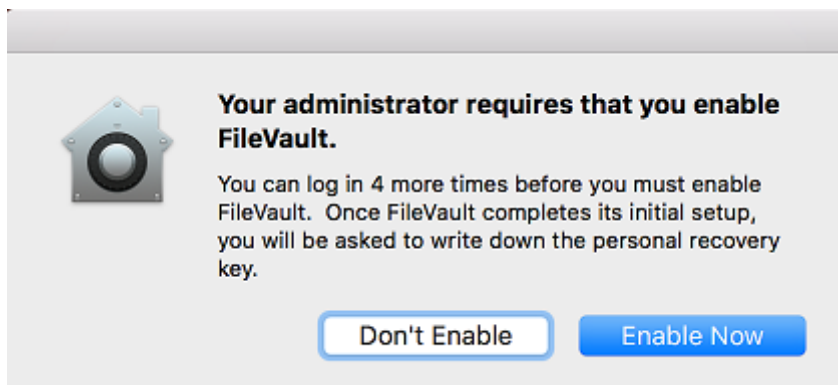 Your administrator requires that you enable
FileVault.
You can log in 4 more times before you must enable
FileVault.  Once FileVault completes its initial setup,
you will be asked to write down the personal recovery
key.
Don't Enable
Enable Now